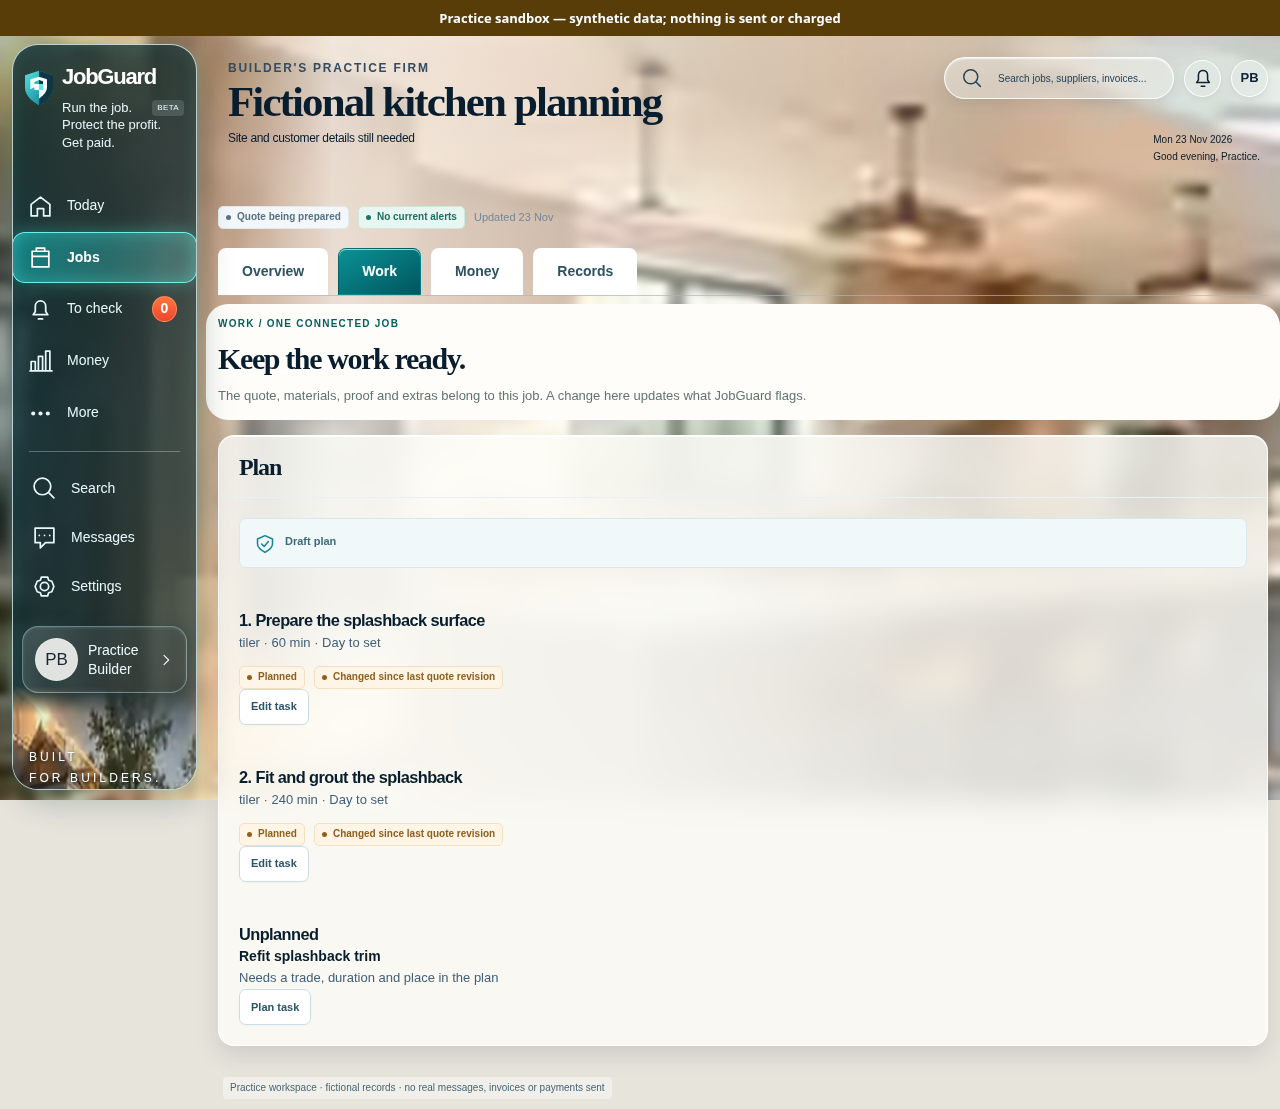 Practice sandbox — synthetic data; nothing is sent or charged
JobGuard
Run the job.
BETA
Protect the profit.
Get paid.
Today
Jobs
To check
0
Money
More
Search
Messages
Settings
PB
Practice
Builder
BUILT
FOR BUILDERS.
BUILDER'S PRACTICE FIRM
Fictional kitchen planning
Site and customer details still needed
Search jobs, suppliers, invoices...
PB
Mon 23 Nov 2026
Good evening, Practice.
Quote being prepared
No current alerts
Updated 23 Nov
Overview
Work
Money
Records
WORK / ONE CONNECTED JOB
Keep the work ready.
The quote, materials, proof and extras belong to this job. A change here updates what JobGuard flags.
Plan
Draft plan
1. Prepare the splashback surface
tiler · 60 min · Day to set
Planned
Changed since last quote revision
Edit task
2. Fit and grout the splashback
tiler · 240 min · Day to set
Planned
Changed since last quote revision
Edit task
Unplanned
Refit splashback trim
Needs a trade, duration and place in the plan
Plan task
Practice workspace · fictional records · no real messages, invoices or payments sent